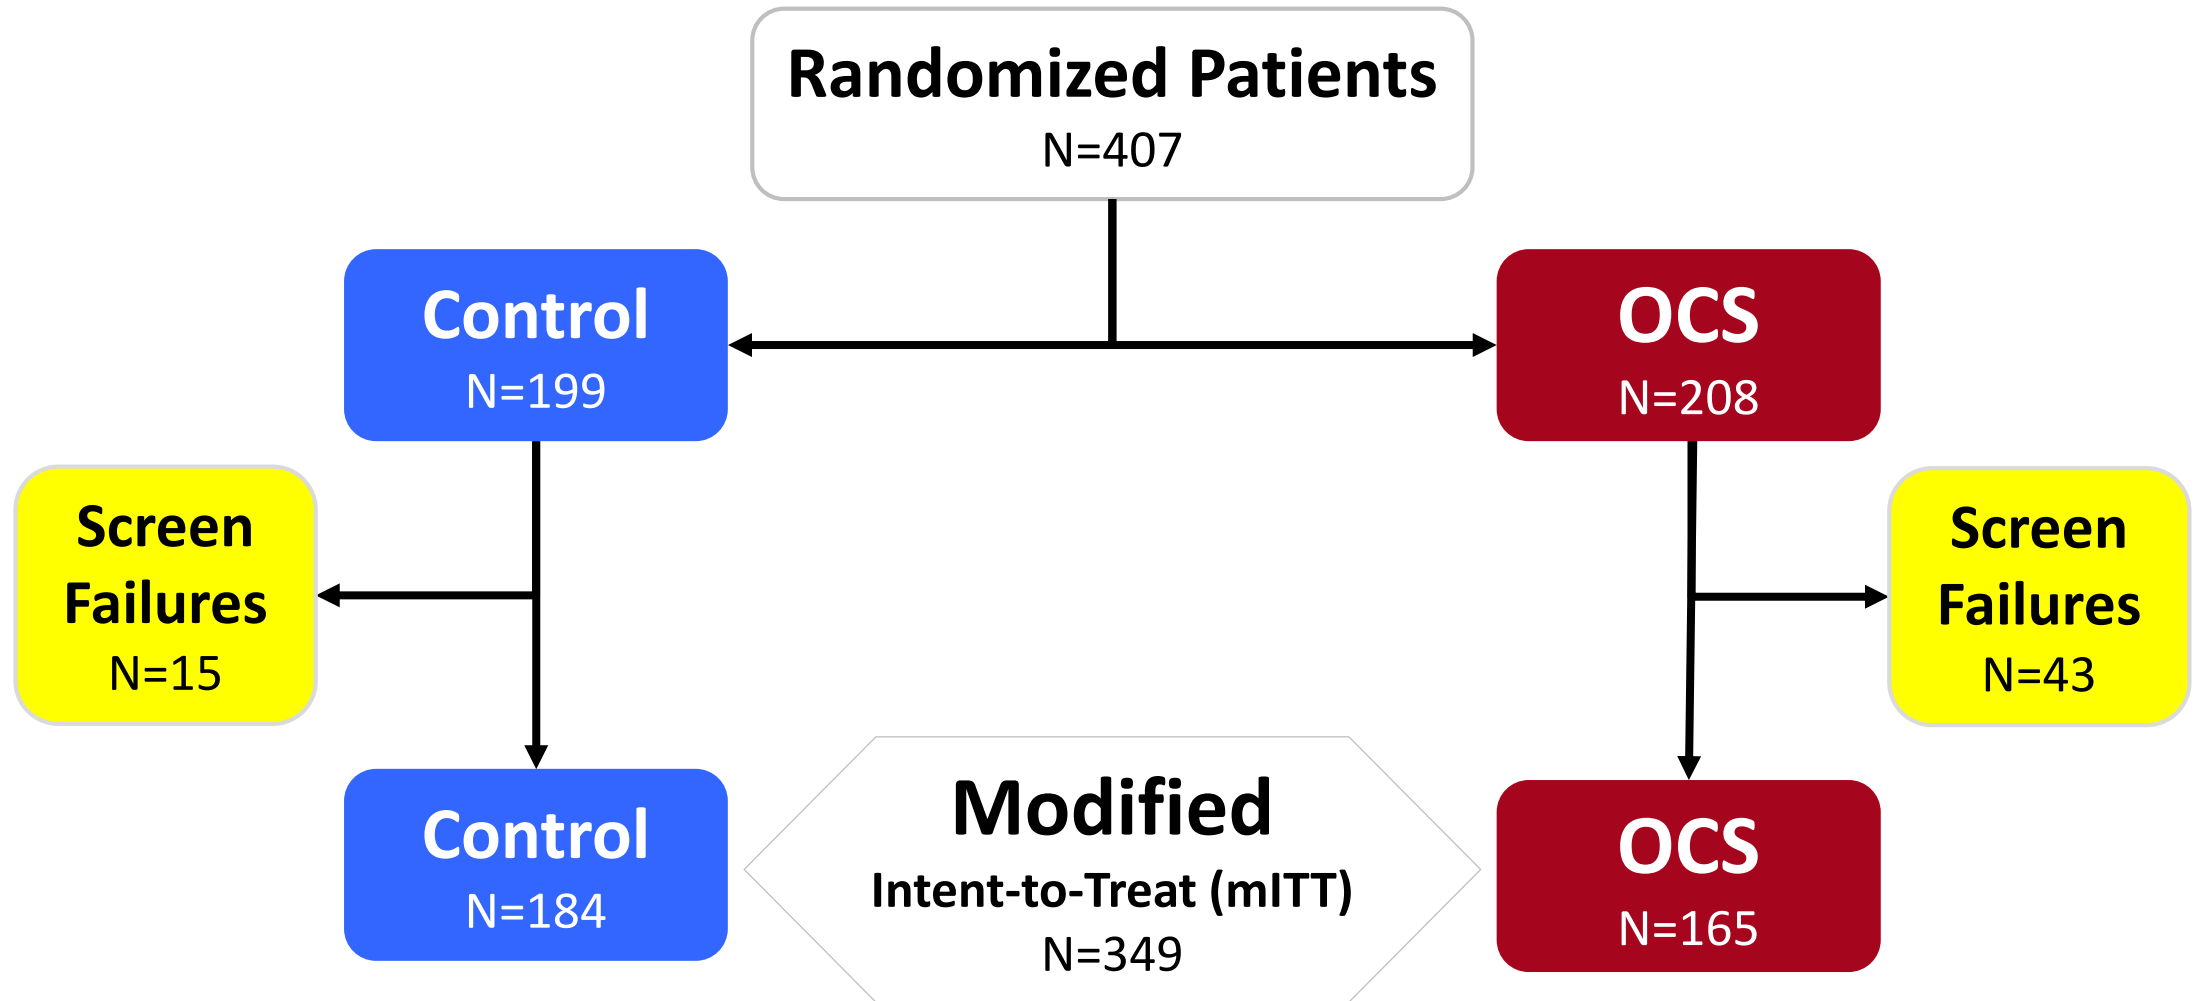 Randomized Patients
N=407
Control
N=199
OCS
N=208
Screen
Failures
N=15
Screen
Failures
N=43
Control
N=184
Modified
Intent-to-Treat (mITT)
N=349
OCS
N=165